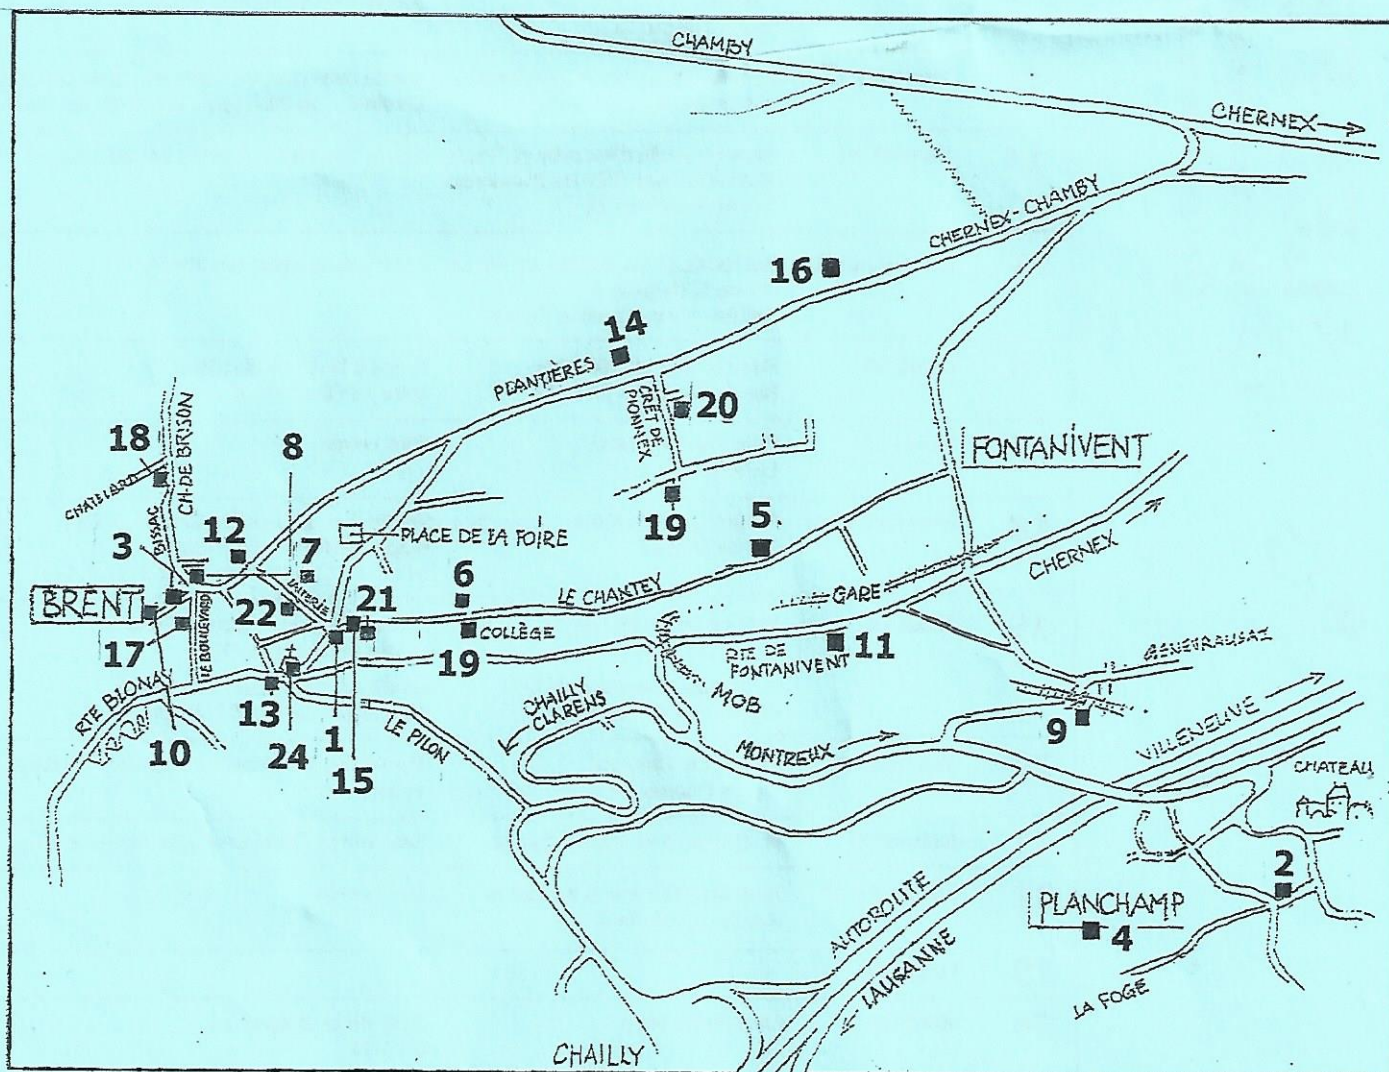 CHAMBY
CHERNEX
CHERNEX-CHAMBY
16
14
PLANTIÈRES
CRÊT DE
PIONNEX
20
18
CHATELARD
CH. DE BRISON
BISSAC
8
FONTANIVENT
3
12
7
PLACE DE LA FOIRE
19
5
CHERNEX
BRENT
LAITERIE
22
21
6
LE CHANTEY
GARE
17
LE BOULEVARD
COLLÈGE
19
RTE DE
FONTANIVENT
11
GENEVRAUSAZ
MOB
RTE BLONAY
10
13
24
1
15
LE PILON
CHAILLY
CLARENS
MONTREUX
9
VILLENEUVE
CHATEAU
2
PLANCHAMP
4
AUTOROUTE
LAUSANNE
LA FOGE
CHAILLY